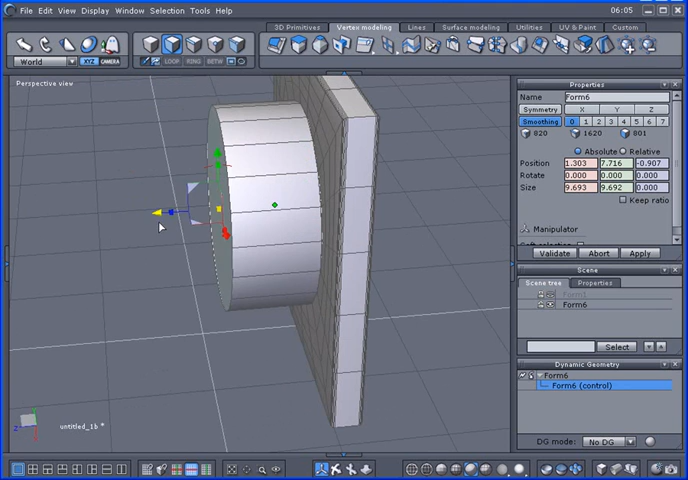 File Edit View Display Window Selection Tools Help 06:05
3D Primitives Vertex modeling Lines Surface modeling Utilities UV & Paint Custom
World XYZ CAMERA LOOP RING BETW
Perspective view
Properties
Name Form6
Symmetry X Y Z
Smoothing 0 1 2 3 4 5 6 7
820 1620 801
Absolute Relative
Position 1.303 7.716 -0.907
Rotate 0.000 0.000 0.000
Size 9.693 9.692 0.000
Keep ratio
Manipulator
Soft selection
Validate Abort Apply
Scene
Scene tree Properties
Form1
Form6
Select
Dynamic Geometry
Form6
Form6 (control)
untitled_1b *
DG mode: No DG